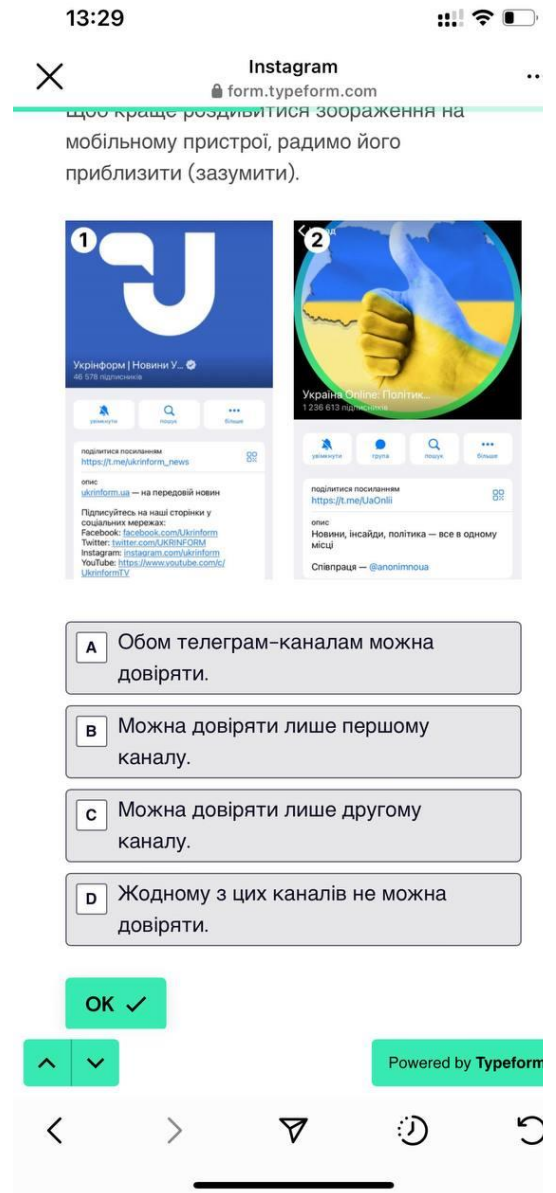 13:29
Instagram
form.typeform.com
Щоб краще роздивитися зображення на
мобільному пристрої, радимо його
приблизити (зазумити).
1
Укрінформ | Новини У...
46 578 підписників
увімкнути
пошук
більше
поділитися посиланням
https://t.me/ukrinform_news
опис
ukrinform.ua — на передовій новин
Підписуйтесь на наші сторінки у
соціальних мережах:
Facebook: facebook.com/Ukrinform
Twitter: twitter.com/UKRINFORM
Instagram: instagram.com/ukrinform
YouTube: https://www.youtube.com/c/
UkrinformTV
2
Україна Online: Політик...
1 236 613 підписників
увімкнути
група
пошук
більше
поділитися посиланням
https://t.me/UaOnlii
опис
Новини, інсайди, політика — все в одному
місці
Співпраця — @anonimnoua
A Обом телеграм-каналам можна
довіряти.
B Можна довіряти лише першому
каналу.
C Можна довіряти лише другому
каналу.
D Жодному з цих каналів не можна
довіряти.
OK
Powered by Typeform